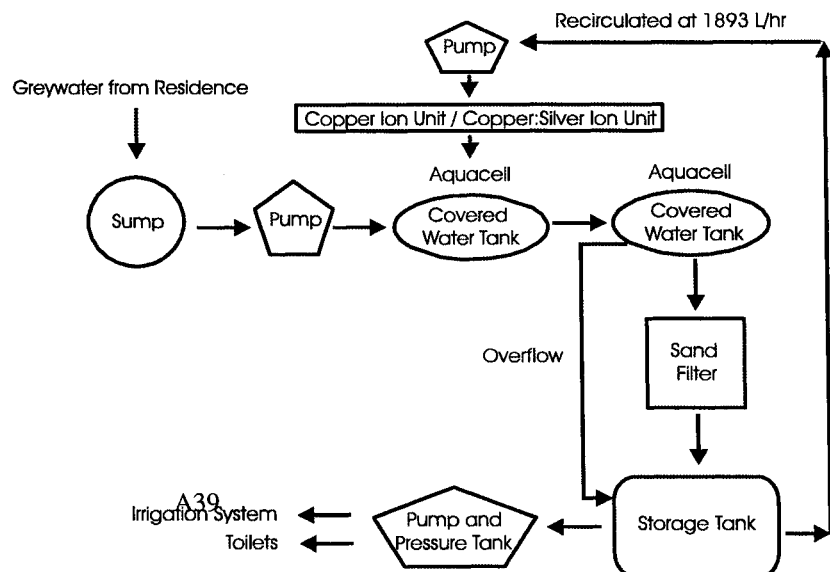 Recirculated at 1893 L/hr
Pump
Greywater from Residence
Copper Ion Unit / Copper:Silver Ion Unit
Aquacell
Aquacell
Sump
Pump
Covered
Water Tank
Covered
Water Tank
Overflow
Sand
Filter
A39
Irrigation System
Toilets
Pump and
Pressure Tank
Storage Tank